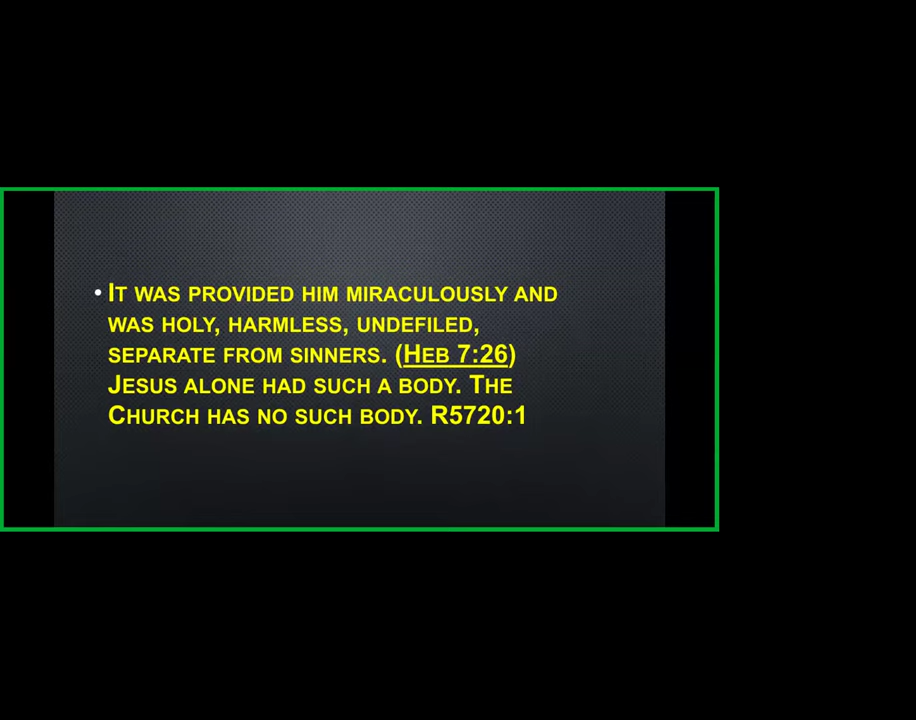 • It was provided him miraculously and
was holy, harmless, undefiled,
separate from sinners. (Heb 7:26)
Jesus alone had such a body. The
Church has no such body. R5720:1